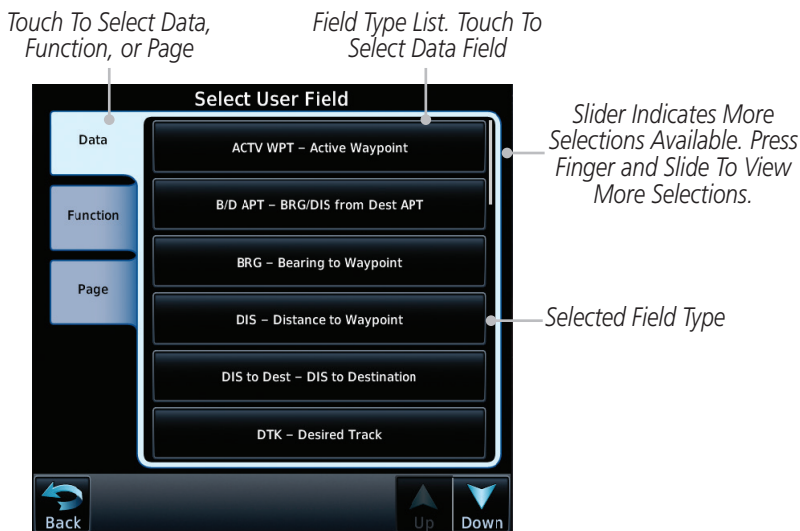 Touch To Select Data,
Function, or Page
Field Type List. Touch To
Select Data Field
Select User Field
Data
Function
Page
ACTV WPT – Active Waypoint
B/D APT – BRG/DIS from Dest APT
BRG – Bearing to Waypoint
DIS – Distance to Waypoint
DIS to Dest – DIS to Destination
DTK – Desired Track
Slider Indicates More
Selections Available. Press
Finger and Slide To View
More Selections.
Selected Field Type
Back
Up
Down